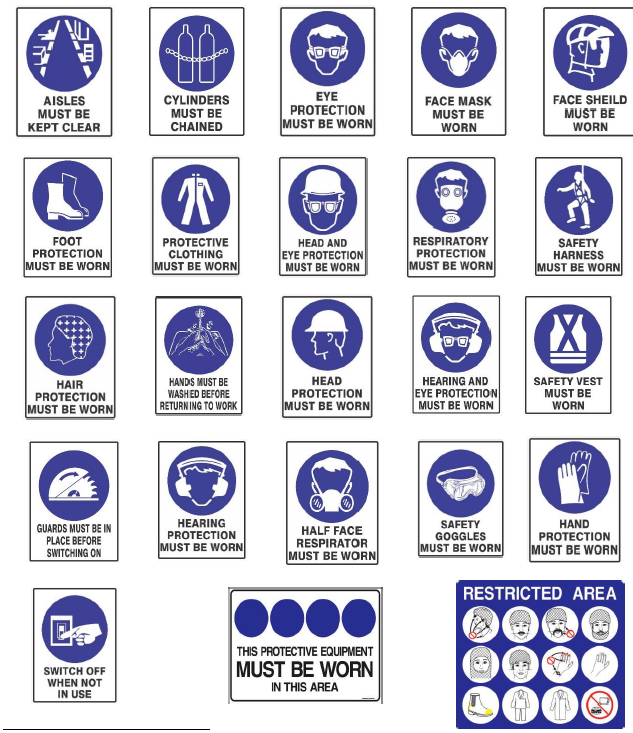 AISLES
MUST BE
KEPT CLEAR
CYLINDERS
MUST BE
CHAINED
EYE
PROTECTION
MUST BE WORN
FACE MASK
MUST BE
WORN
FACE SHEILD
MUST BE
WORN
FOOT
PROTECTION
MUST BE WORN
PROTECTIVE
CLOTHING
MUST BE WORN
HEAD AND
EYE PROTECTION
MUST BE WORN
RESPIRATORY
PROTECTION
MUST BE WORN
SAFETY
HARNESS
MUST BE WORN
HAIR
PROTECTION
MUST BE WORN
HANDS MUST BE
WASHED BEFORE
RETURNING TO WORK
HEAD
PROTECTION
MUST BE WORN
HEARING AND
EYE PROTECTION
MUST BE WORN
SAFETY VEST
MUST BE
WORN
GUARDS MUST BE IN
PLACE BEFORE
SWITCHING ON
HEARING
PROTECTION
MUST BE WORN
HALF FACE
RESPIRATOR
MUST BE WORN
SAFETY
GOGGLES
MUST BE WORN
HAND
PROTECTION
MUST BE WORN
SWITCH OFF
WHEN NOT
IN USE
THIS PROTECTIVE EQUIPMENT
MUST BE WORN
IN THIS AREA
RESTRICTED AREA